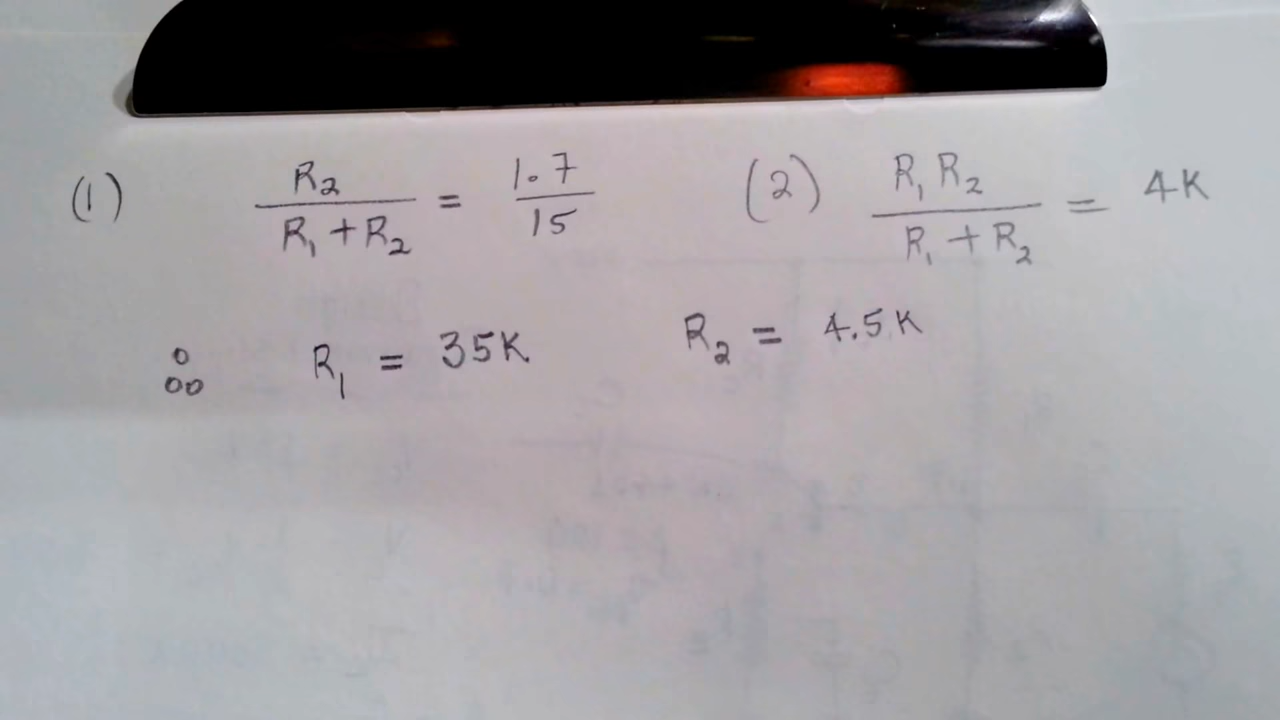 (1) R₂ / (R₁ + R₂) = 1.7 / 15 (2) R₁ R₂ / (R₁ + R₂) = 4K
∴ R₁ = 35K R₂ = 4.5K